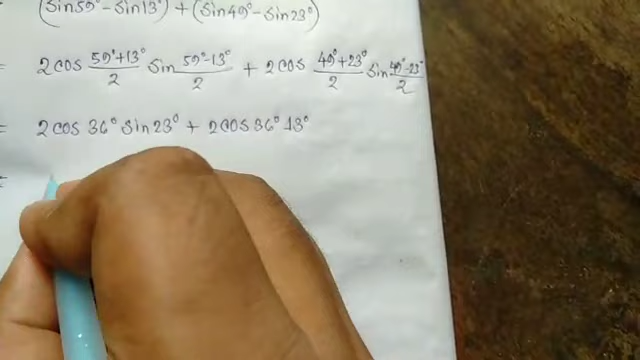 (Sin59° - Sin13°) + (Sin49° - Sin23°)
= 2cos 59°+13°/2 Sin 59°-13°/2 + 2cos 49°+23°/2 Sin 49°-23°/2
= 2cos 36° Sin 23° + 2cos 36° 13°
=